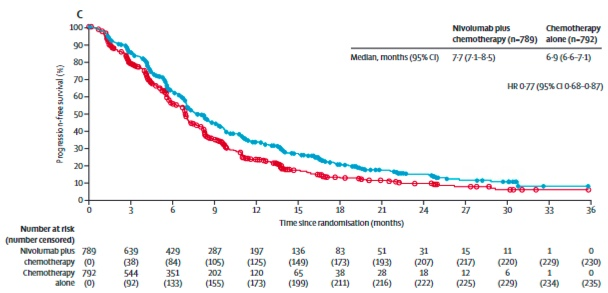 C
Nivolumab plus chemotherapy (n=789)
Chemotherapy alone (n=792)
Median, months (95% CI) 7·7 (7·1–8·5) 6·9 (6·6–7·1)
HR 0·77 (95% CI 0·68–0·87)
Progression-free survival (%)
100
90
80
70
60
50
40
30
20
10
0
0 3 6 9 12 15 18 21 24 27 30 33 36
Time since randomisation (months)
Number at risk
(number censored)
Nivolumab plus 789 639 429 287 197 136 83 51 31 15 11 1 0
chemotherapy (0) (38) (84) (105) (125) (149) (173) (193) (207) (217) (220) (229) (230)
Chemotherapy 792 544 351 202 120 65 38 28 18 12 6 1 0
alone (0) (92) (133) (155) (173) (199) (211) (216) (222) (225) (229) (234) (235)